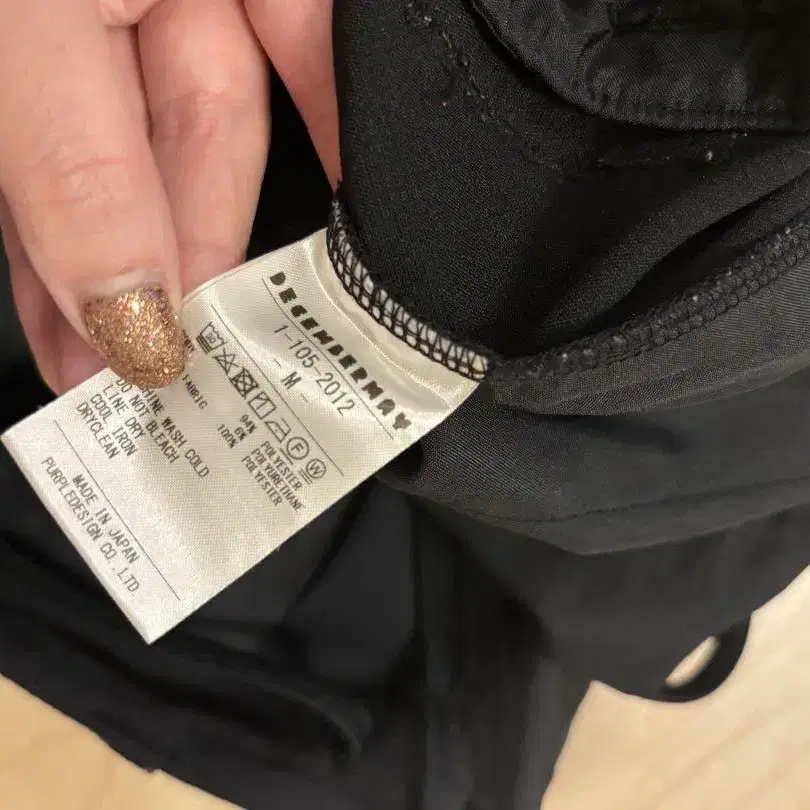 DECEMBERMAY
1-105-2012
- M -
FABRIC
94% POLYESTER
6% POLYURETHANE
100% POLYESTER
WASH COLD
DO NOT BLEACH
LINE DRY
COOL IRON
DRYCLEAN
MADE IN JAPAN
PURPLEDESIGN CO.,LTD.